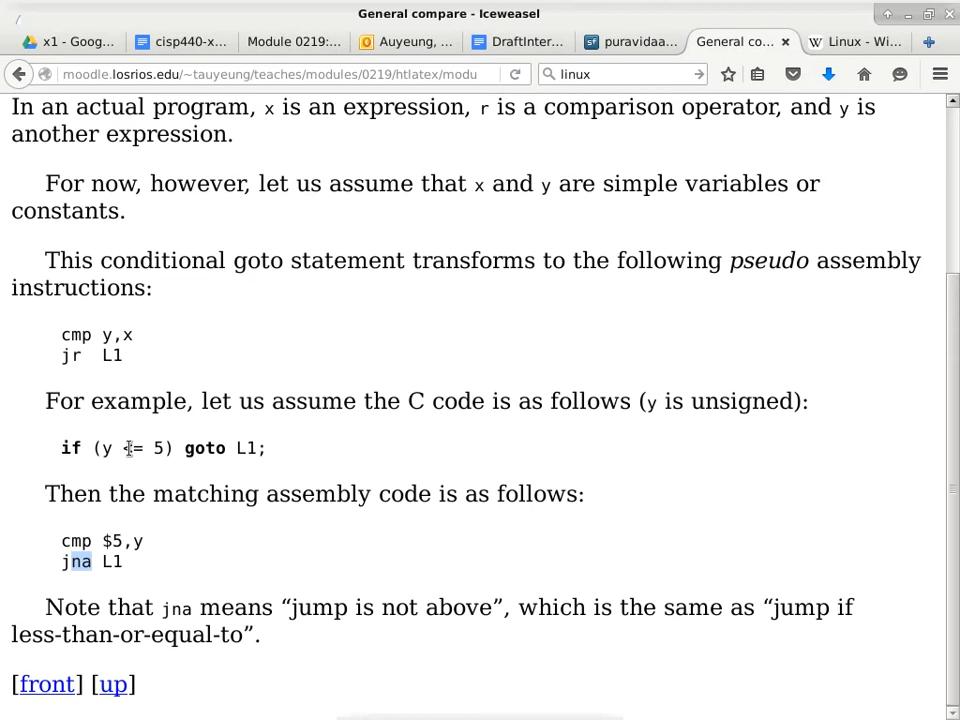 General compare - Iceweasel
x1 - Goog...
cisp440-x...
Module 0219:...
Auyeung, ...
DraftInter...
puravidaa...
General co...
Linux - Wi...
moodle.losrios.edu/~tauyeung/teaches/modules/0219/htlatex/modu
linux
In an actual program, x is an expression, r is a comparison operator, and y is
another expression.
For now, however, let us assume that x and y are simple variables or
constants.
This conditional goto statement transforms to the following pseudo assembly
instructions:
cmp y,x
jr L1
For example, let us assume the C code is as follows (y is unsigned):
if (y <= 5) goto L1;
Then the matching assembly code is as follows:
cmp $5,y
jna L1
Note that jna means “jump is not above”, which is the same as “jump if
less-than-or-equal-to”.
[front] [up]